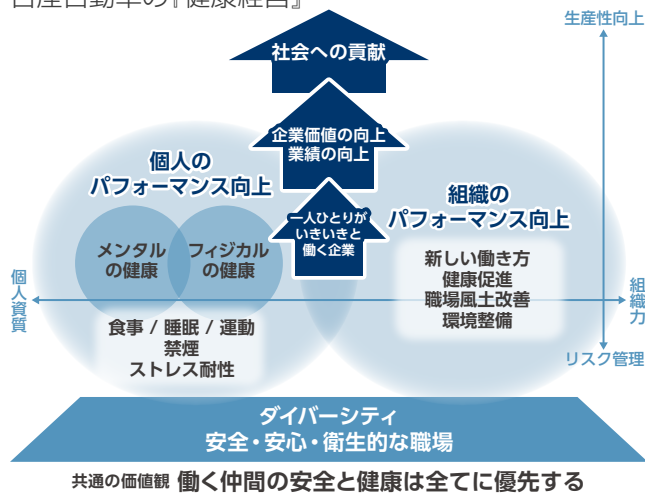 日産自動車の『健康経営』
生産性向上
社会への貢献
企業価値の向上
業績の向上
個人の
パフォーマンス向上
組織の
パフォーマンス向上
一人ひとりが
いきいきと
働く企業
メンタル
の健康
フィジカル
の健康
新しい働き方
健康促進
職場風土改善
環境整備
個人資質
組織力
食事 / 睡眠 / 運動
禁煙
ストレス耐性
リスク管理
ダイバーシティ
安全・安心・衛生的な職場
共通の価値観 働く仲間の安全と健康は全てに優先する